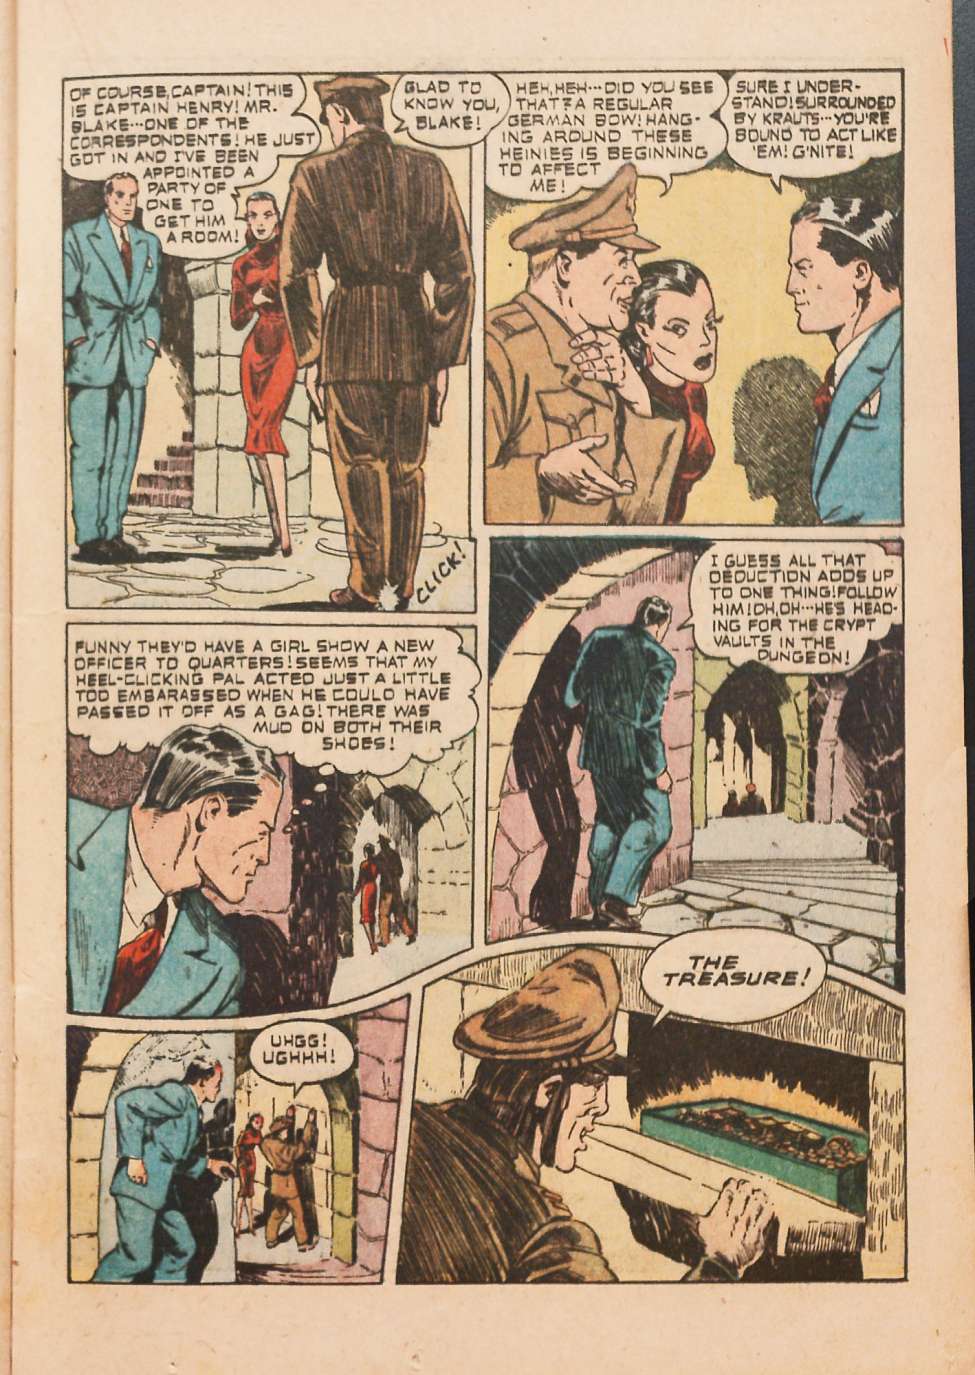 OF COURSE, CAPTAIN! THIS
IS CAPTAIN HENRY! MR.
BLAKE---ONE OF THE
CORRESPONDENTS! HE JUST
GOT IN AND I'VE BEEN
APPOINTED A
PARTY OF
ONE TO
GET HIM
A ROOM!
GLAD TO
KNOW YOU,
BLAKE!
CLICK!
HEH, HEH---DID YOU SEE
THAT? A REGULAR
GERMAN BOW! HANG-
ING AROUND THESE
HEINIES IS BEGINNING
TO AFFECT
ME!
SURE I UNDER-
STAND! SURROUNDED
BY KRAUTS---YOU'RE
BOUND TO ACT LIKE
'EM! G'NITE!
FUNNY THEY'D HAVE A GIRL SHOW A NEW
OFFICER TO QUARTERS! SEEMS THAT MY
HEEL-CLICKING PAL ACTED JUST A LITTLE
TOO EMBARASSED WHEN HE COULD HAVE
PASSED IT OFF AS A GAG! THERE WAS
MUD ON BOTH THEIR
SHOES!
I GUESS ALL THAT
DEDUCTION ADDS UP
TO ONE THING! FOLLOW
HIM! OH, OH---HE'S HEAD-
ING FOR THE CRYPT
VAULTS IN THE
DUNGEON!
UHGG!
UGHHH!
THE
TREASURE!